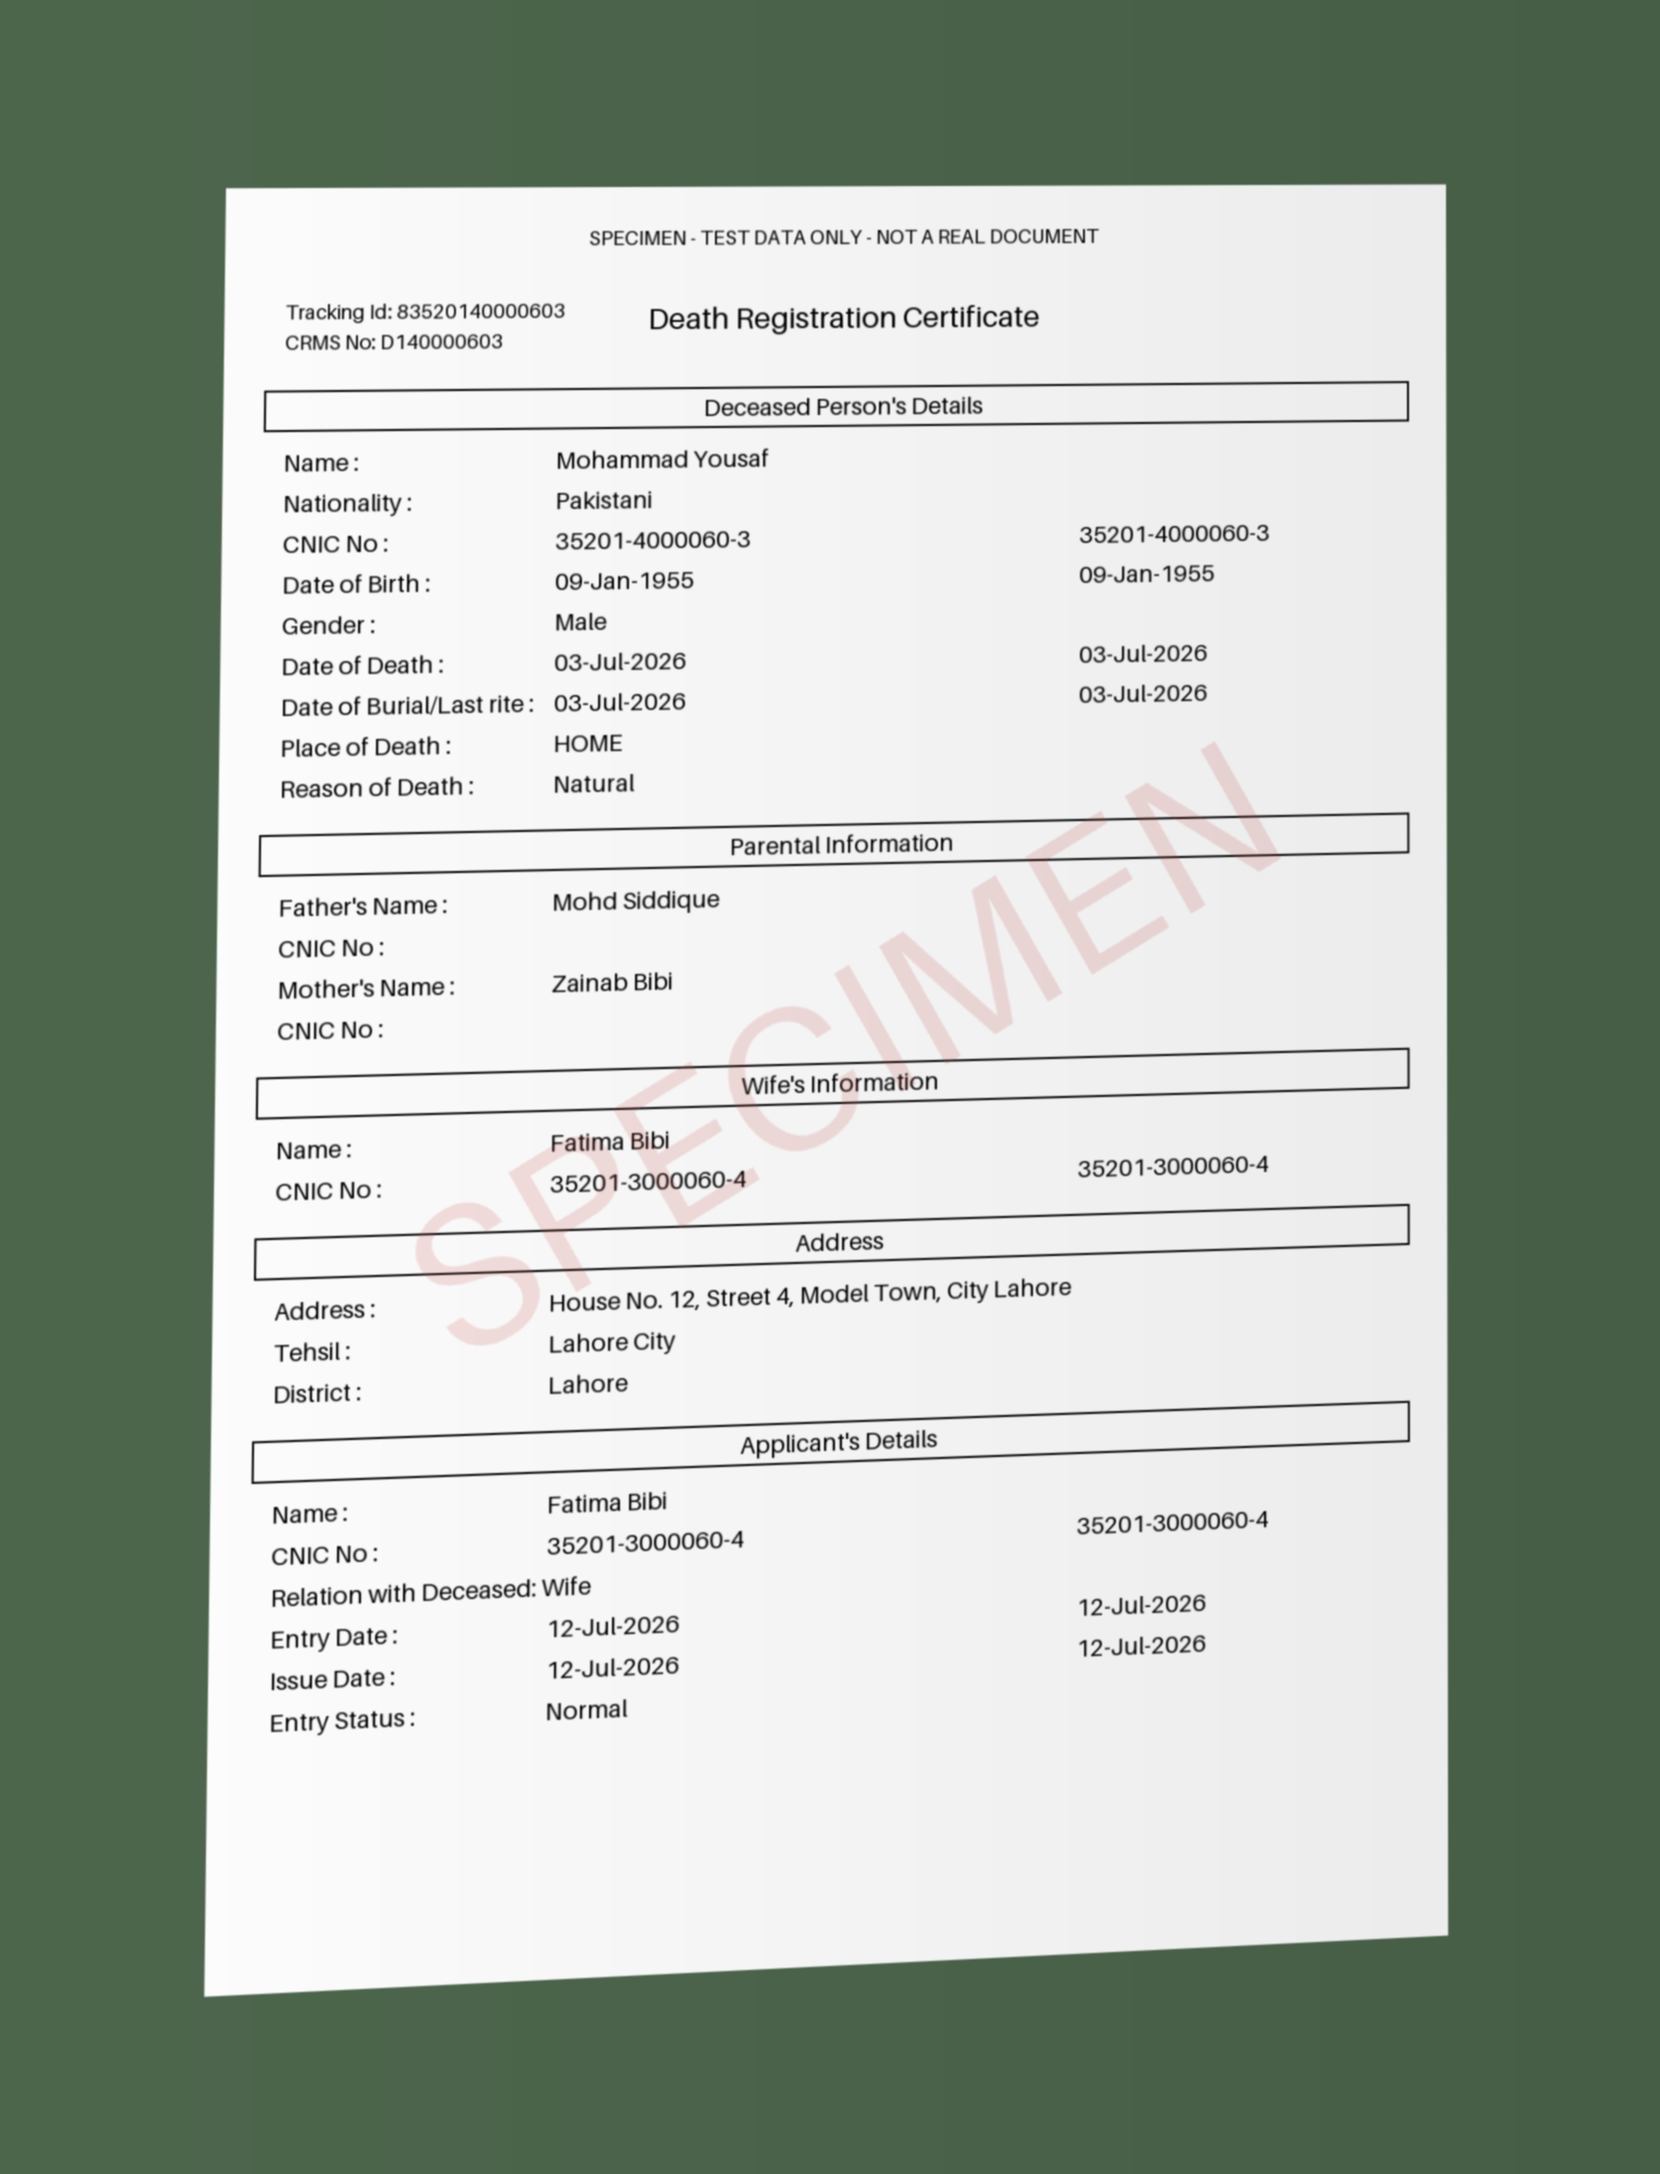 SPECIMEN - TEST DATA ONLY - NOT A REAL DOCUMENT
Tracking Id: 83520140000603
CRMS No: D140000603
Death Registration Certificate
Deceased Person's Details
Name : Mohammad Yousaf
Nationality : Pakistani
CNIC No : 35201-4000060-3 35201-4000060-3
Date of Birth : 09-Jan-1955 09-Jan-1955
Gender : Male
Date of Death : 03-Jul-2026 03-Jul-2026
Date of Burial/Last rite : 03-Jul-2026 03-Jul-2026
Place of Death : HOME
Reason of Death : Natural
Parental Information
Father's Name : Mohd Siddique
CNIC No :
Mother's Name : Zainab Bibi
CNIC No :
Wife's Information
Name : Fatima Bibi
CNIC No : 35201-3000060-4 35201-3000060-4
Address
Address : House No. 12, Street 4, Model Town, City Lahore
Tehsil : Lahore City
District : Lahore
Applicant's Details
Name : Fatima Bibi
CNIC No : 35201-3000060-4 35201-3000060-4
Relation with Deceased: Wife
Entry Date : 12-Jul-2026 12-Jul-2026
Issue Date : 12-Jul-2026 12-Jul-2026
Entry Status : Normal
SPECIMEN